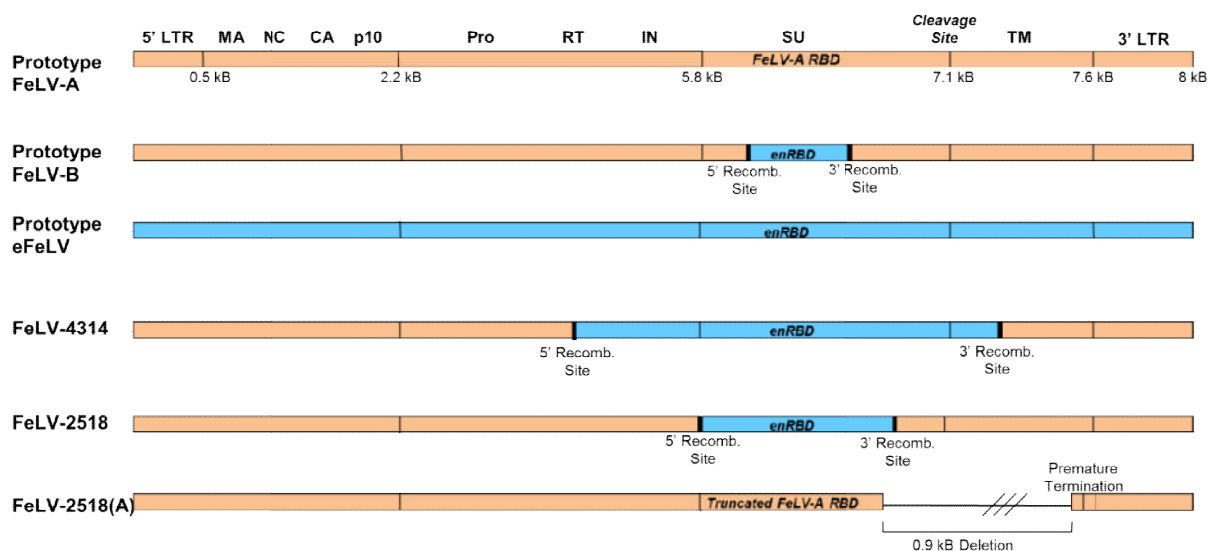 5' LTR MA NC CA p10 Pro RT IN SU Cleavage Site TM 3' LTR
Prototype FeLV-A
FeLV-A RBD
0.5 kB 2.2 kB 5.8 kB 7.1 kB 7.6 kB 8 kB
Prototype FeLV-B
enRBD
5' Recomb. Site
3' Recomb. Site
Prototype eFeLV
enRBD
FeLV-4314
enRBD
5' Recomb. Site
3' Recomb. Site
FeLV-2518
enRBD
5' Recomb. Site
3' Recomb. Site
Premature Termination
FeLV-2518(A)
Truncated FeLV-A RBD
0.9 kB Deletion